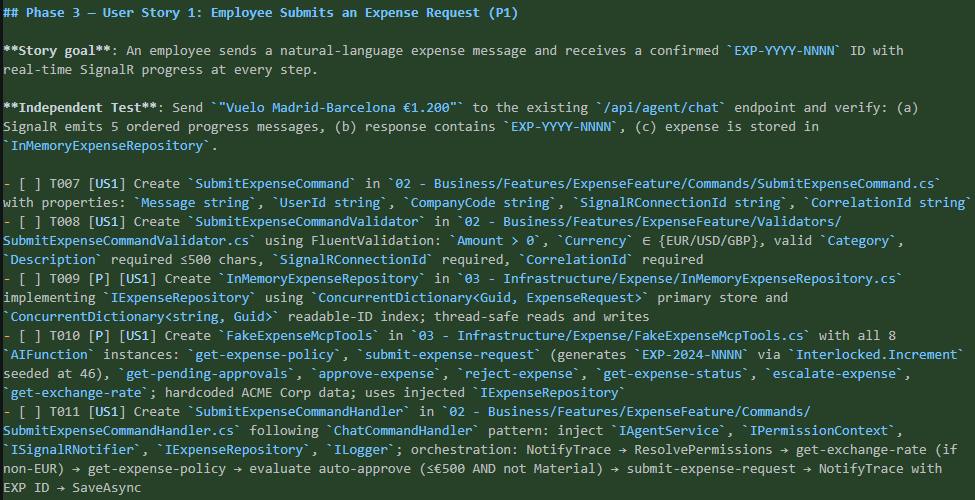 ## Phase 3 — User Story 1: Employee Submits an Expense Request (P1)
**Story goal**: An employee sends a natural-language expense message and receives a confirmed `EXP-YYYY-NNNN` ID with
real-time SignalR progress at every step.
**Independent Test**: Send `"Vuelo Madrid-Barcelona €1.200"` to the existing `/api/agent/chat` endpoint and verify: (a)
SignalR emits 5 ordered progress messages, (b) response contains `EXP-YYYY-NNNN`, (c) expense is stored in
`InMemoryExpenseRepository`.
- [ ] T007 [US1] Create `SubmitExpenseCommand` in `02 - Business/Features/ExpenseFeature/Commands/SubmitExpenseCommand.cs`
with properties: `Message string`, `UserId string`, `CompanyCode string`, `SignalRConnectionId string`, `CorrelationId string`
- [ ] T008 [US1] Create `SubmitExpenseCommandValidator` in `02 - Business/Features/ExpenseFeature/Validators/
SubmitExpenseCommandValidator.cs` using FluentValidation: `Amount > 0`, `Currency` ∈ {EUR/USD/GBP}, valid `Category`,
`Description` required ≤500 chars, `SignalRConnectionId` required, `CorrelationId` required
- [ ] T009 [P] [US1] Create `InMemoryExpenseRepository` in `03 - Infrastructure/Expense/InMemoryExpenseRepository.cs`
implementing `IExpenseRepository` using `ConcurrentDictionary<Guid, ExpenseRequest>` primary store and
`ConcurrentDictionary<string, Guid>` readable-ID index; thread-safe reads and writes
- [ ] T010 [P] [US1] Create `FakeExpenseMcpTools` in `03 - Infrastructure/Expense/FakeExpenseMcpTools.cs` with all 8
`AIFunction` instances: `get-expense-policy`, `submit-expense-request` (generates `EXP-2024-NNNN` via `Interlocked.Increment`
seeded at 46), `get-pending-approvals`, `approve-expense`, `reject-expense`, `get-expense-status`, `escalate-expense`,
`get-exchange-rate`; hardcoded ACME Corp data; uses injected `IExpenseRepository`
- [ ] T011 [US1] Create `SubmitExpenseCommandHandler` in `02 - Business/Features/ExpenseFeature/Commands/
SubmitExpenseCommandHandler.cs` following `ChatCommandHandler` pattern: inject `IAgentService`, `IPermissionContext`,
`ISignalRNotifier`, `IExpenseRepository`, `ILogger`; orchestration: NotifyTrace → ResolvePermissions → get-exchange-rate (if
non-EUR) → get-expense-policy → evaluate auto-approve (≤€500 AND not Material) → submit-expense-request → NotifyTrace with
EXP ID → SaveAsync